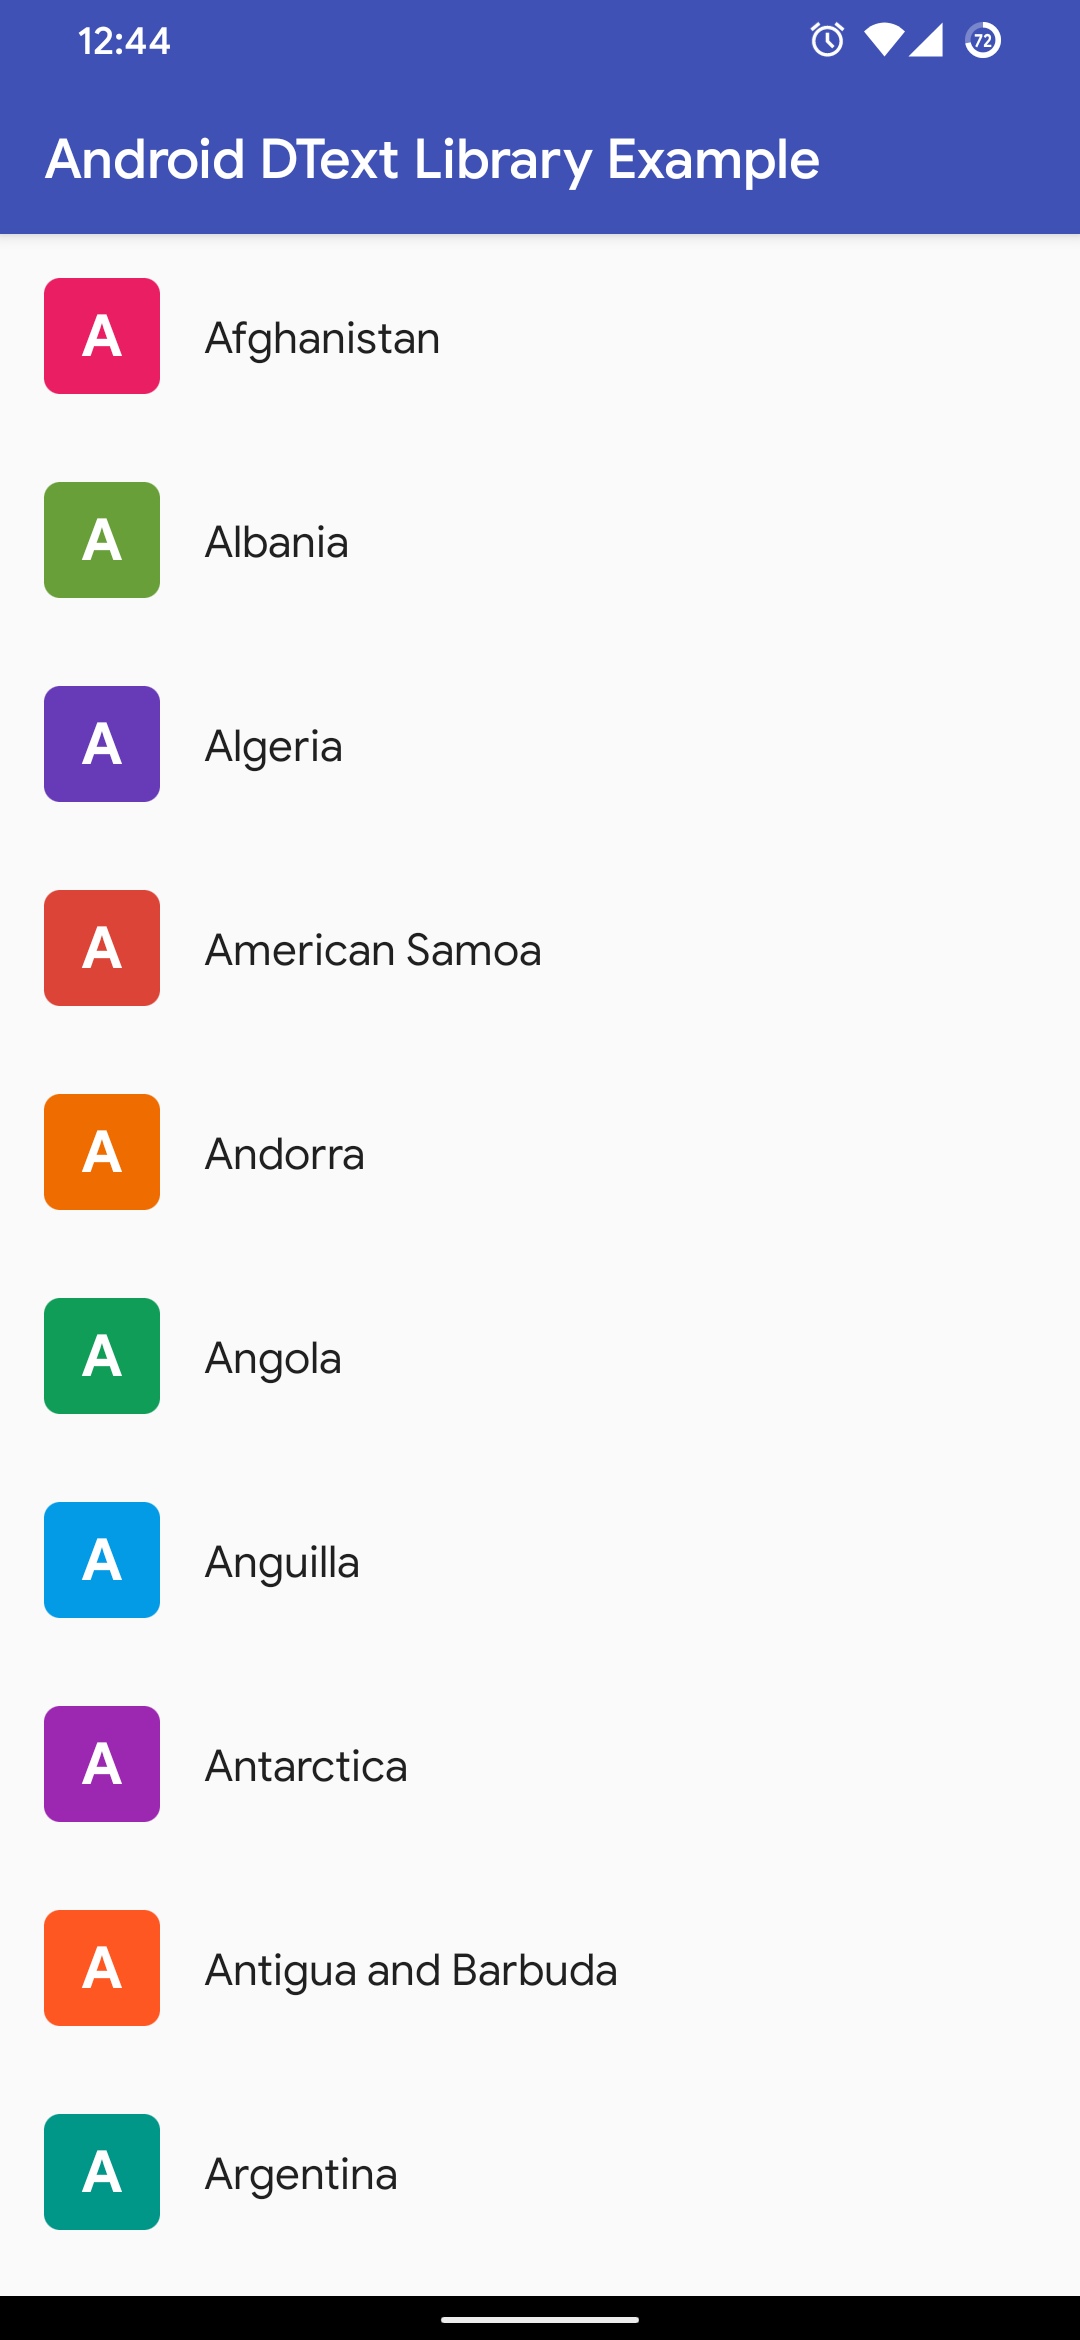 12:44 72
Android DText Library Example
A Afghanistan
A Albania
A Algeria
A American Samoa
A Andorra
A Angola
A Anguilla
A Antarctica
A Antigua and Barbuda
A Argentina